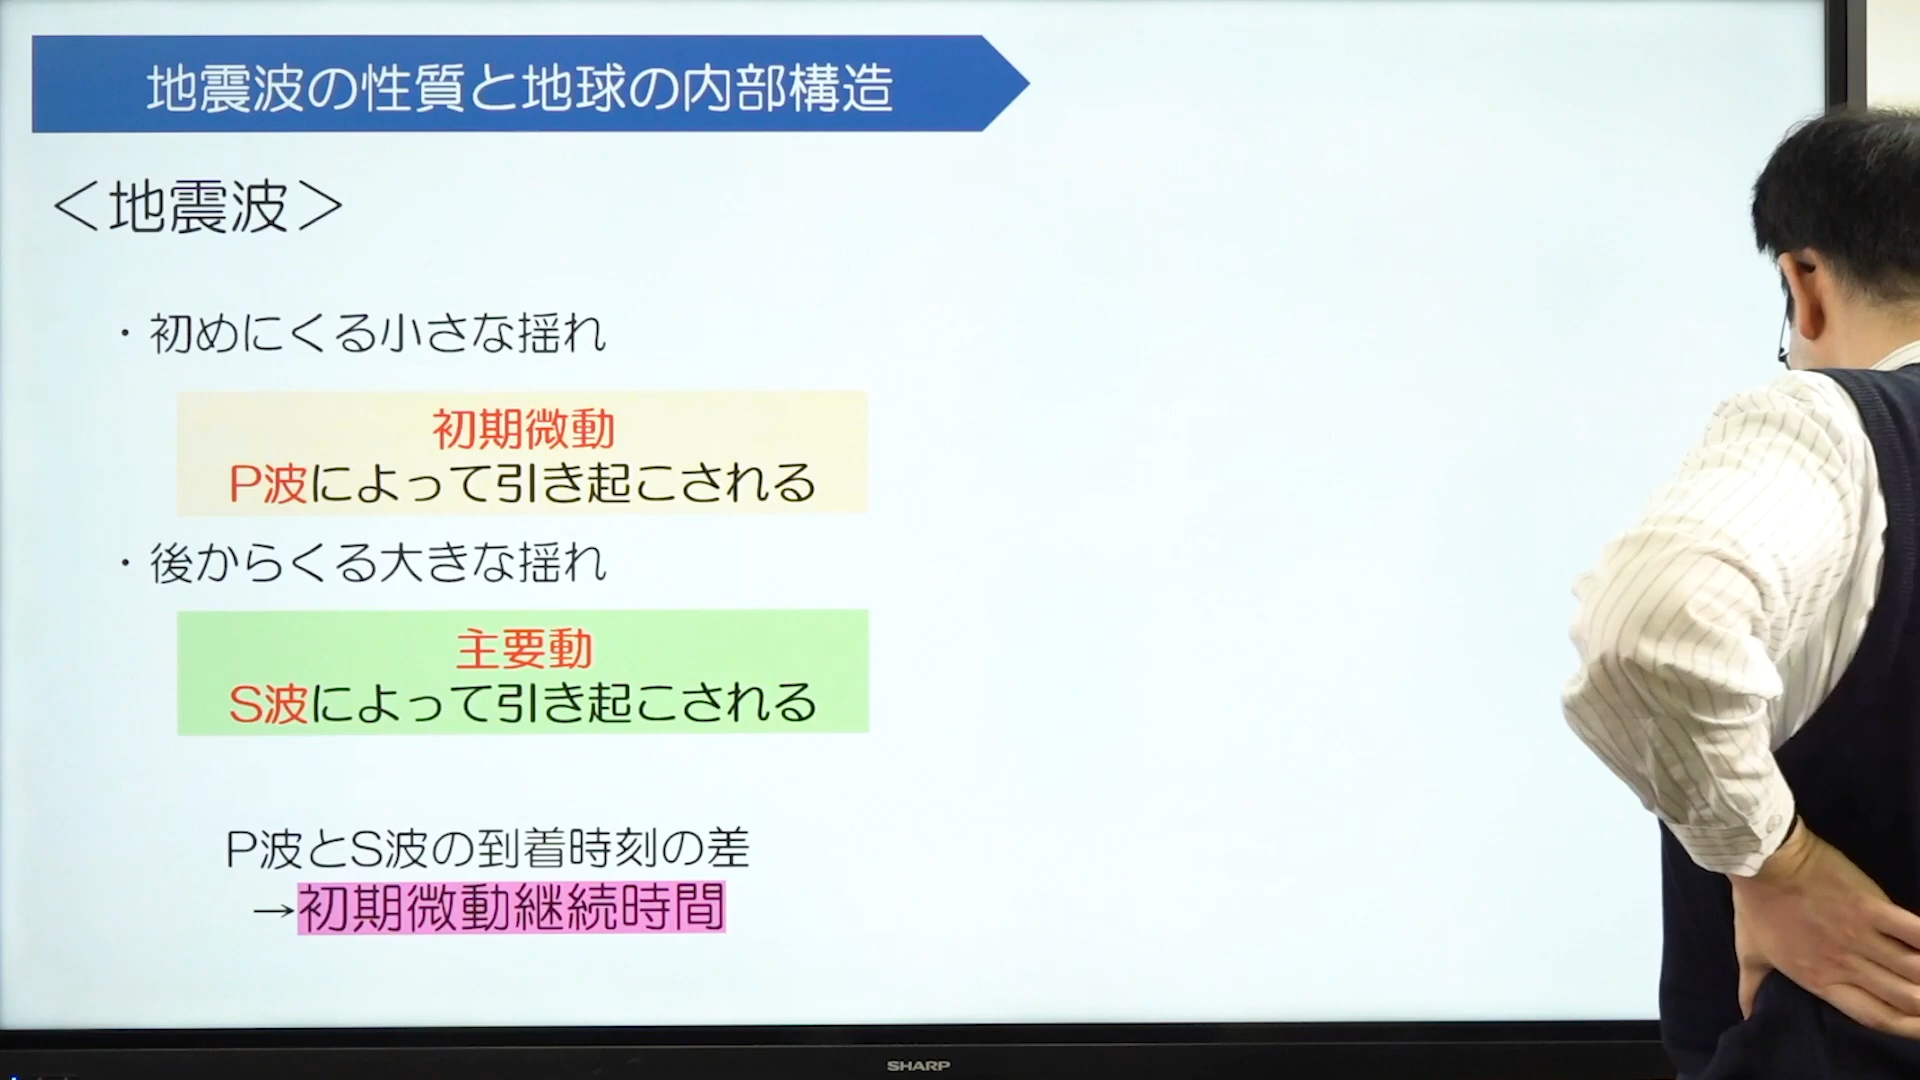 地震波の性質と地球の内部構造
＜地震波＞
・初めにくる小さな揺れ
初期微動
P波によって引き起こされる
・後からくる大きな揺れ
主要動
S波によって引き起こされる
P波とS波の到着時刻の差
→初期微動継続時間
SHARP